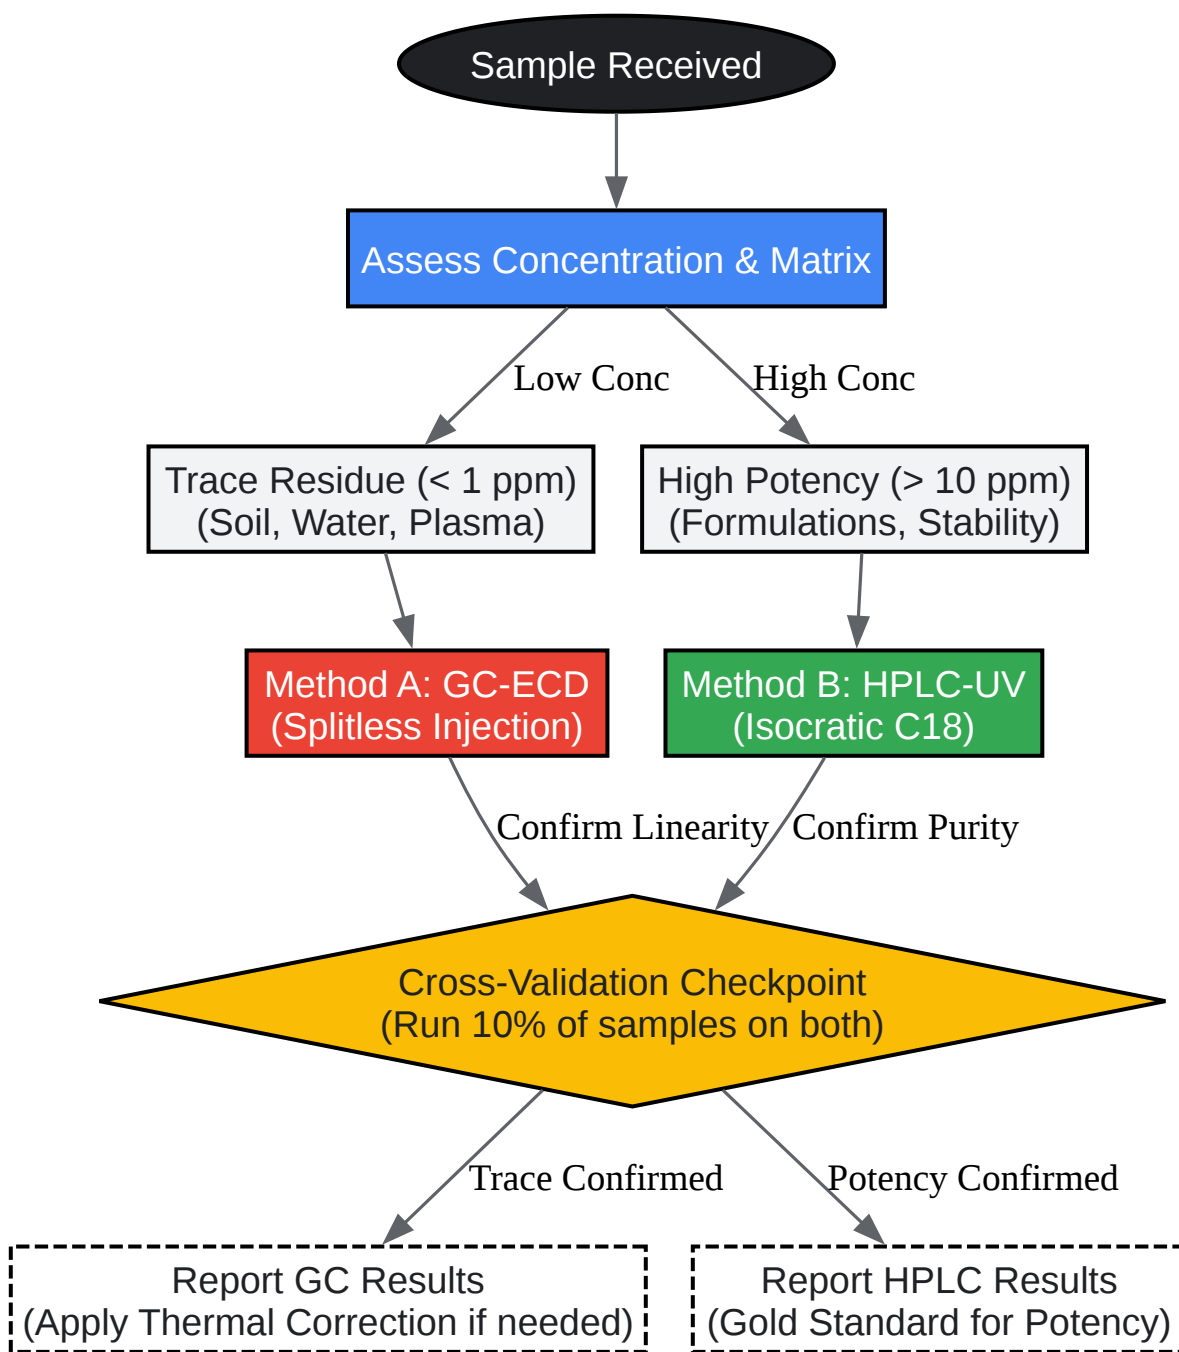 Sample Received
Assess Concentration & Matrix
Low Conc
High Conc
Trace Residue (< 1 ppm)
(Soil, Water, Plasma)
High Potency (> 10 ppm)
(Formulations, Stability)
Method A: GC-ECD
(Splitless Injection)
Method B: HPLC-UV
(Isocratic C18)
Confirm Linearity
Confirm Purity
Cross-Validation Checkpoint
(Run 10% of samples on both)
Trace Confirmed
Potency Confirmed
Report GC Results
(Apply Thermal Correction if needed)
Report HPLC Results
(Gold Standard for Potency)